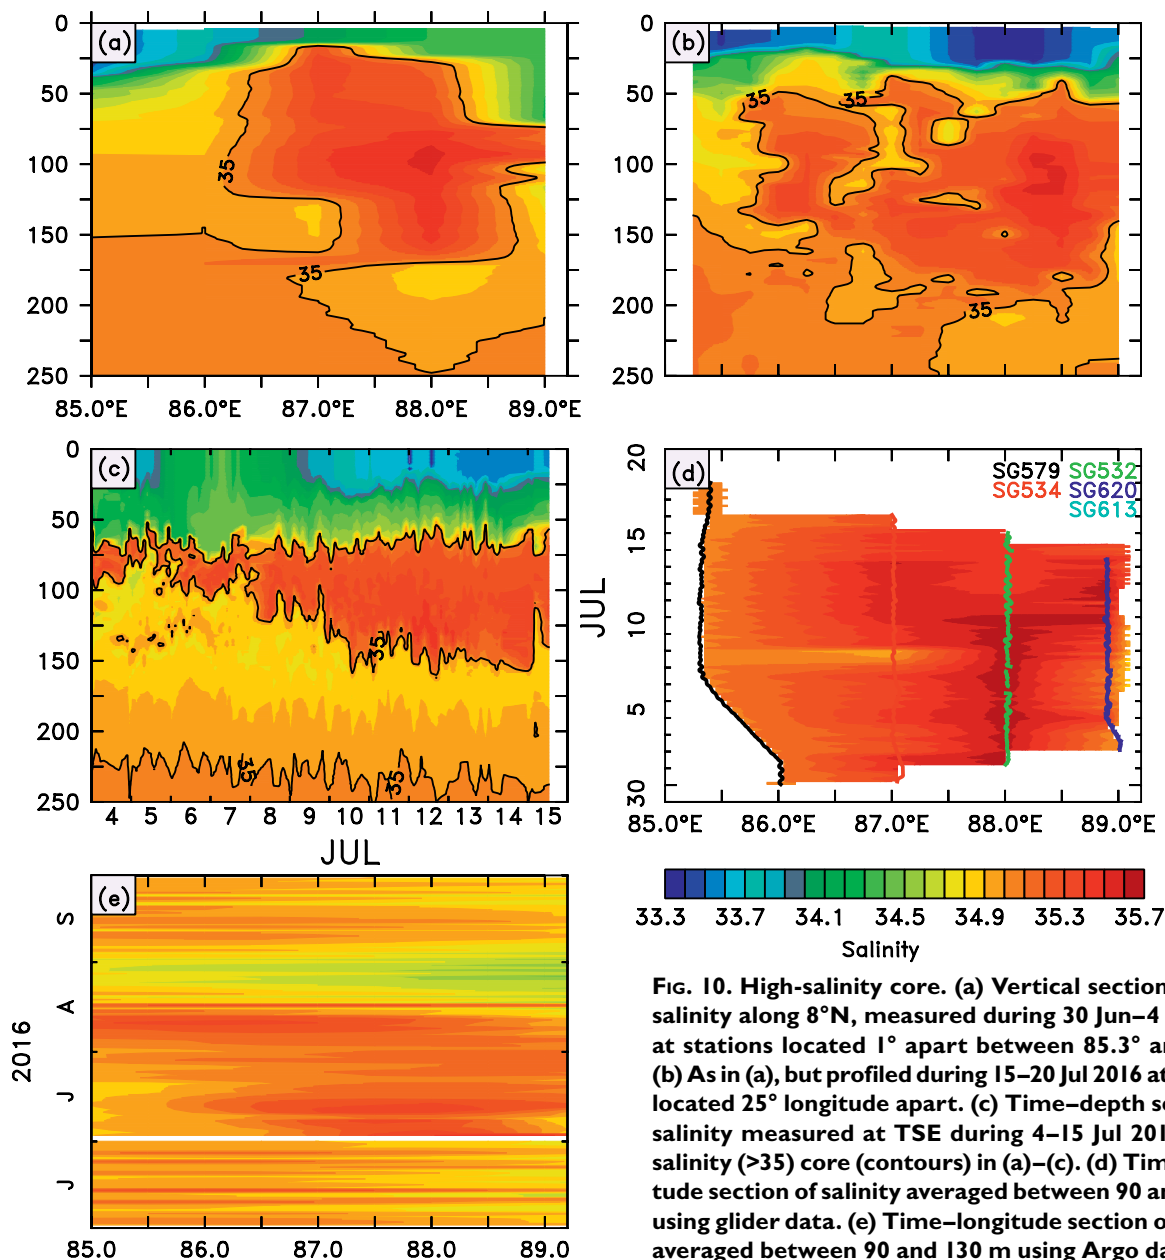 (a)
0
50
100
150
200
250
35
35
85.0°E 86.0°E 87.0°E 88.0°E 89.0°E
(b)
0
50
100
150
200
250
35
35
35
(c)
0
50
100
150
200
250
35
35
35
4 5 6 7 8 9 10 11 12 13 14 15
JUL
(d)
SG579 SG532
SG534 SG620
SG613
20
15
10
5
30
JUL
85.0°E 86.0°E 87.0°E 88.0°E 89.0°E
33.3 33.7 34.1 34.5 34.9 35.3 35.7
Salinity
(e)
S
A
J
J
2016
85.0 86.0 87.0 88.0 89.0
FIG. 10. High-salinity core. (a) Vertical section
salinity along 8°N, measured during 30 Jun–4
at stations located 1° apart between 85.3° a
(b) As in (a), but profiled during 15–20 Jul 2016 at
located 25° longitude apart. (c) Time–depth se
salinity measured at TSE during 4–15 Jul 201
salinity (>35) core (contours) in (a)–(c). (d) Tim
tude section of salinity averaged between 90 a
using glider data. (e) Time–longitude section o
averaged between 90 and 130 m using Argo da